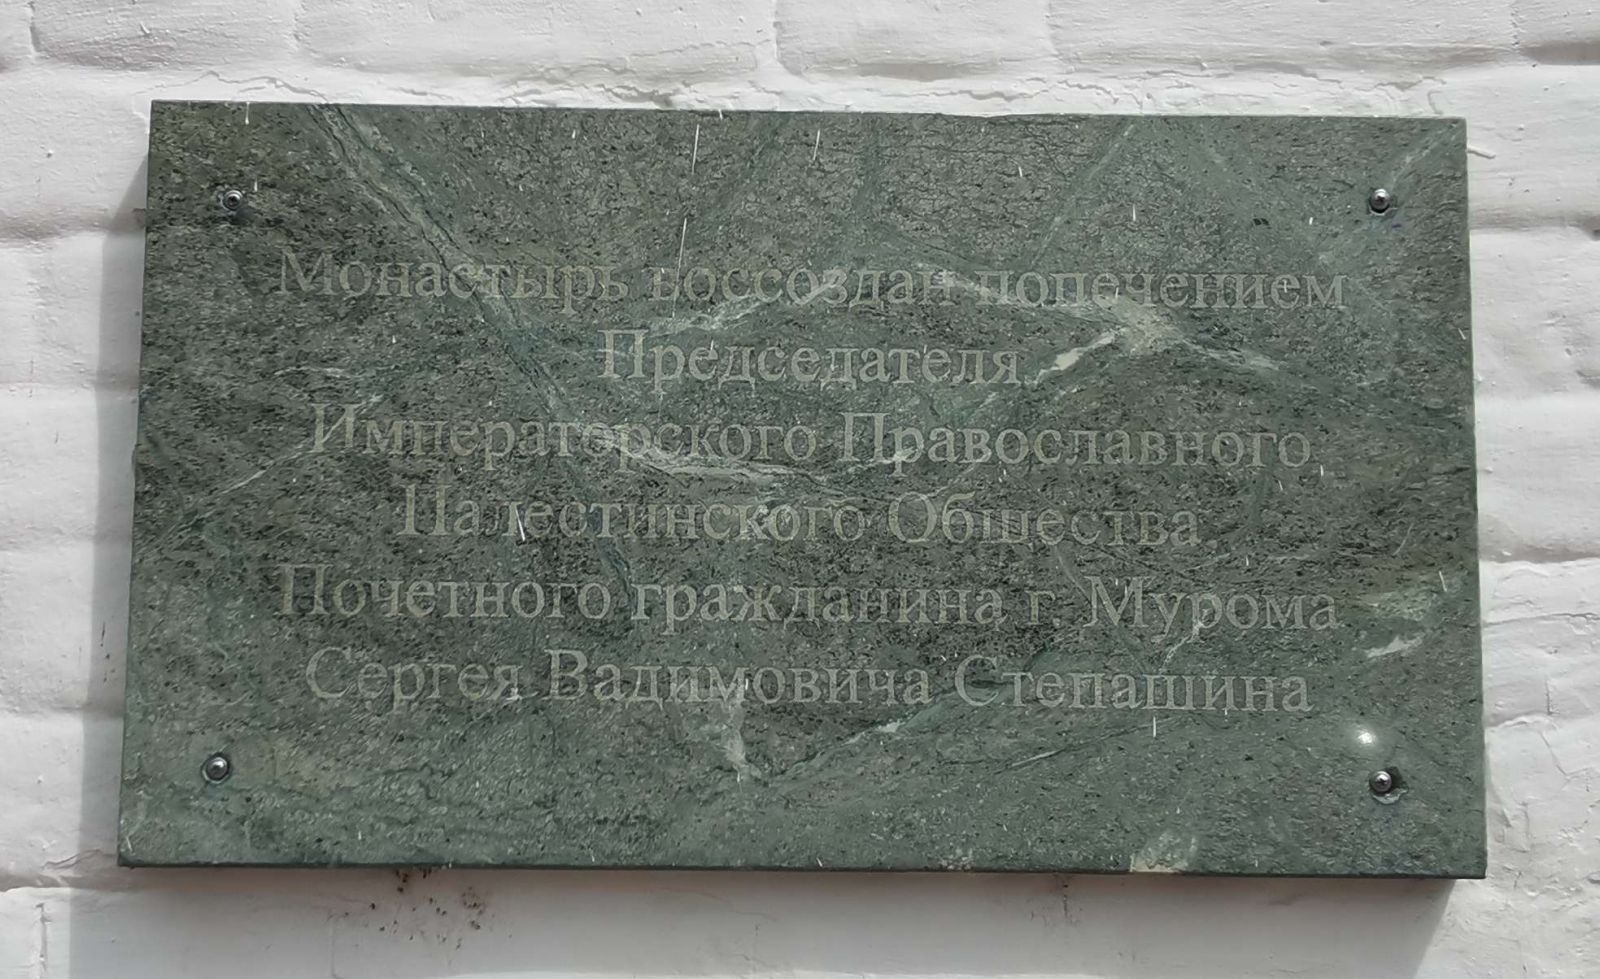 Монастырь воссоздан попечением
Председателя
Императорского Православного
Палестинского Общества.
Почетного гражданина г. Мурома
Сергея Вадимовича Степашина